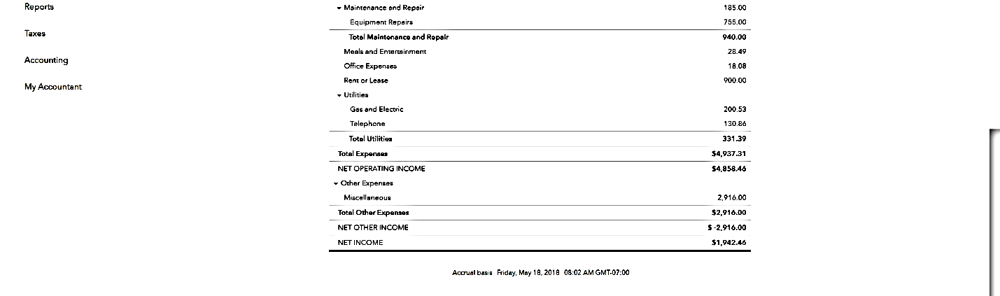 Reports
Taxes
Accounting
My Accountant
Maintenance and Repair 185.00
Equipment Repairs 755.00
Total Maintenance and Repair 940.00
Meals and Entertainment 28.49
Office Expenses 18.08
Rent or Lease 900.00
Utilities
Gas and Electric 200.53
Telephone 130.86
Total Utilities 331.39
Total Expenses $4,937.31
NET OPERATING INCOME $4,858.46
Other Expenses
Miscellaneous 2,916.00
Total Other Expenses $2,916.00
NET OTHER INCOME $ -2,916.00
NET INCOME $1,942.46
Accrual basis Friday, May 18, 2018 08:02 AM GMT-07:00